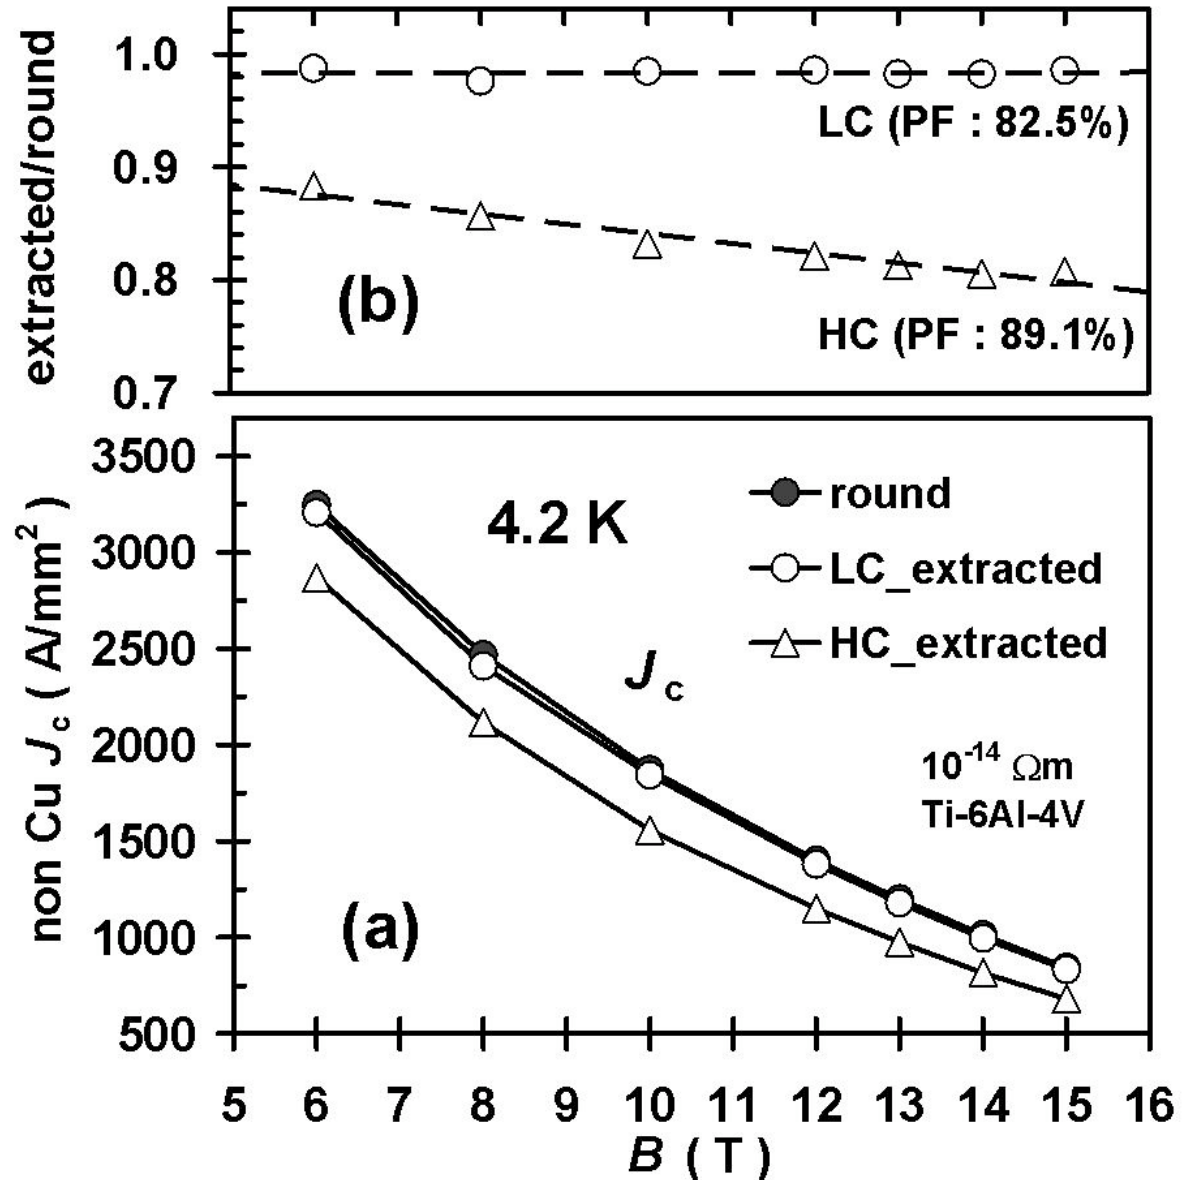 extracted/round
1.0
0.9
0.8
0.7
LC (PF : 82.5%)
(b)
HC (PF : 89.1%)
non Cu Jc ( A/mm² )
3500
3000
2500
2000
1500
1000
500
4.2 K
round
LC_extracted
HC_extracted
Jc
10⁻¹⁴ Ωm
Ti-6Al-4V
(a)
5 6 7 8 9 10 11 12 13 14 15 16
B ( T )